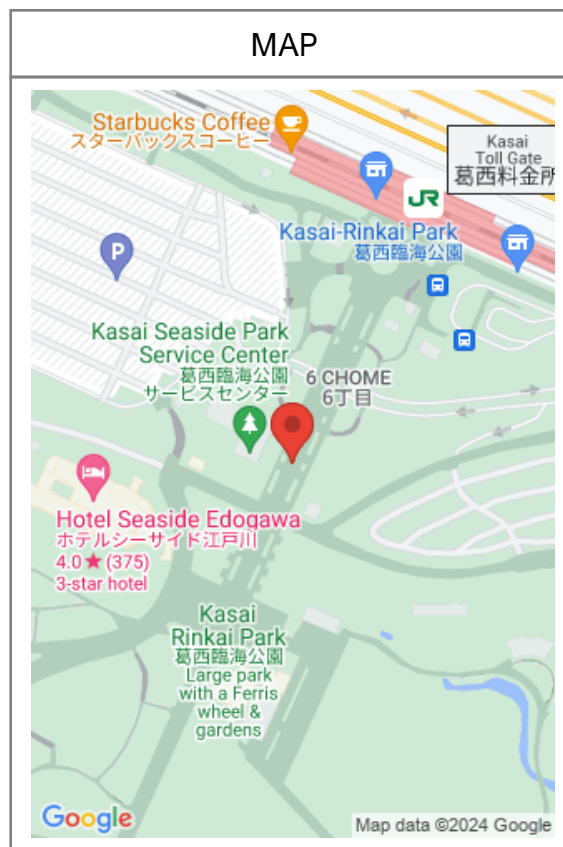 MAP
Starbucks Coffee
スターバックスコーヒー
Kasai
Toll Gate
葛西料金所
JR
Kasai-Rinkai Park
葛西臨海公園
P
Kasai Seaside Park
Service Center
葛西臨海公園
サービスセンター
6 CHOME
6丁目
Hotel Seaside Edogawa
ホテルシーサイド江戸川
4.0★(375)
3-star hotel
Kasai
Rinkai Park
葛西臨海公園
Large park
with a Ferris
wheel &
gardens
Google
Map data ©2024 Google